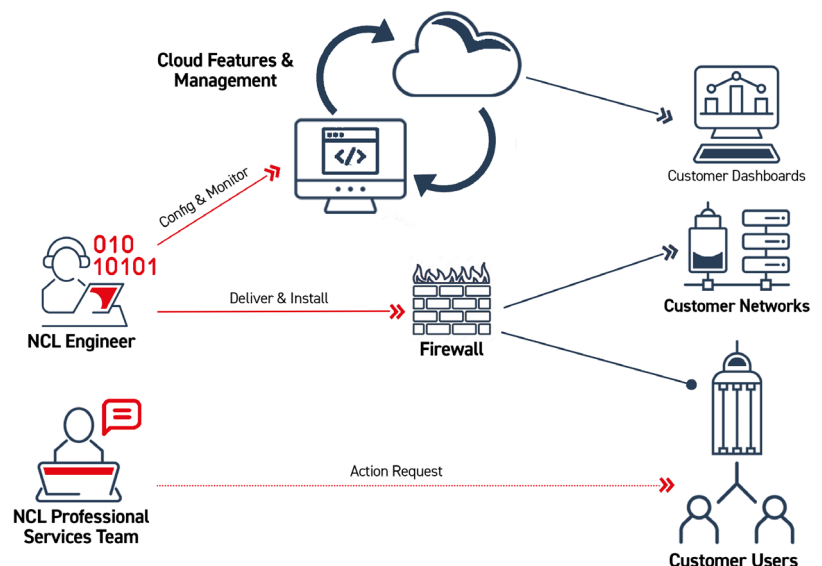 Cloud Features &
Management
</>
Customer Dashboards
Config & Monitor
010
10101
NCL Engineer
Deliver & Install
Firewall
Customer Networks
NCL Professional
Services Team
Action Request
Customer Users